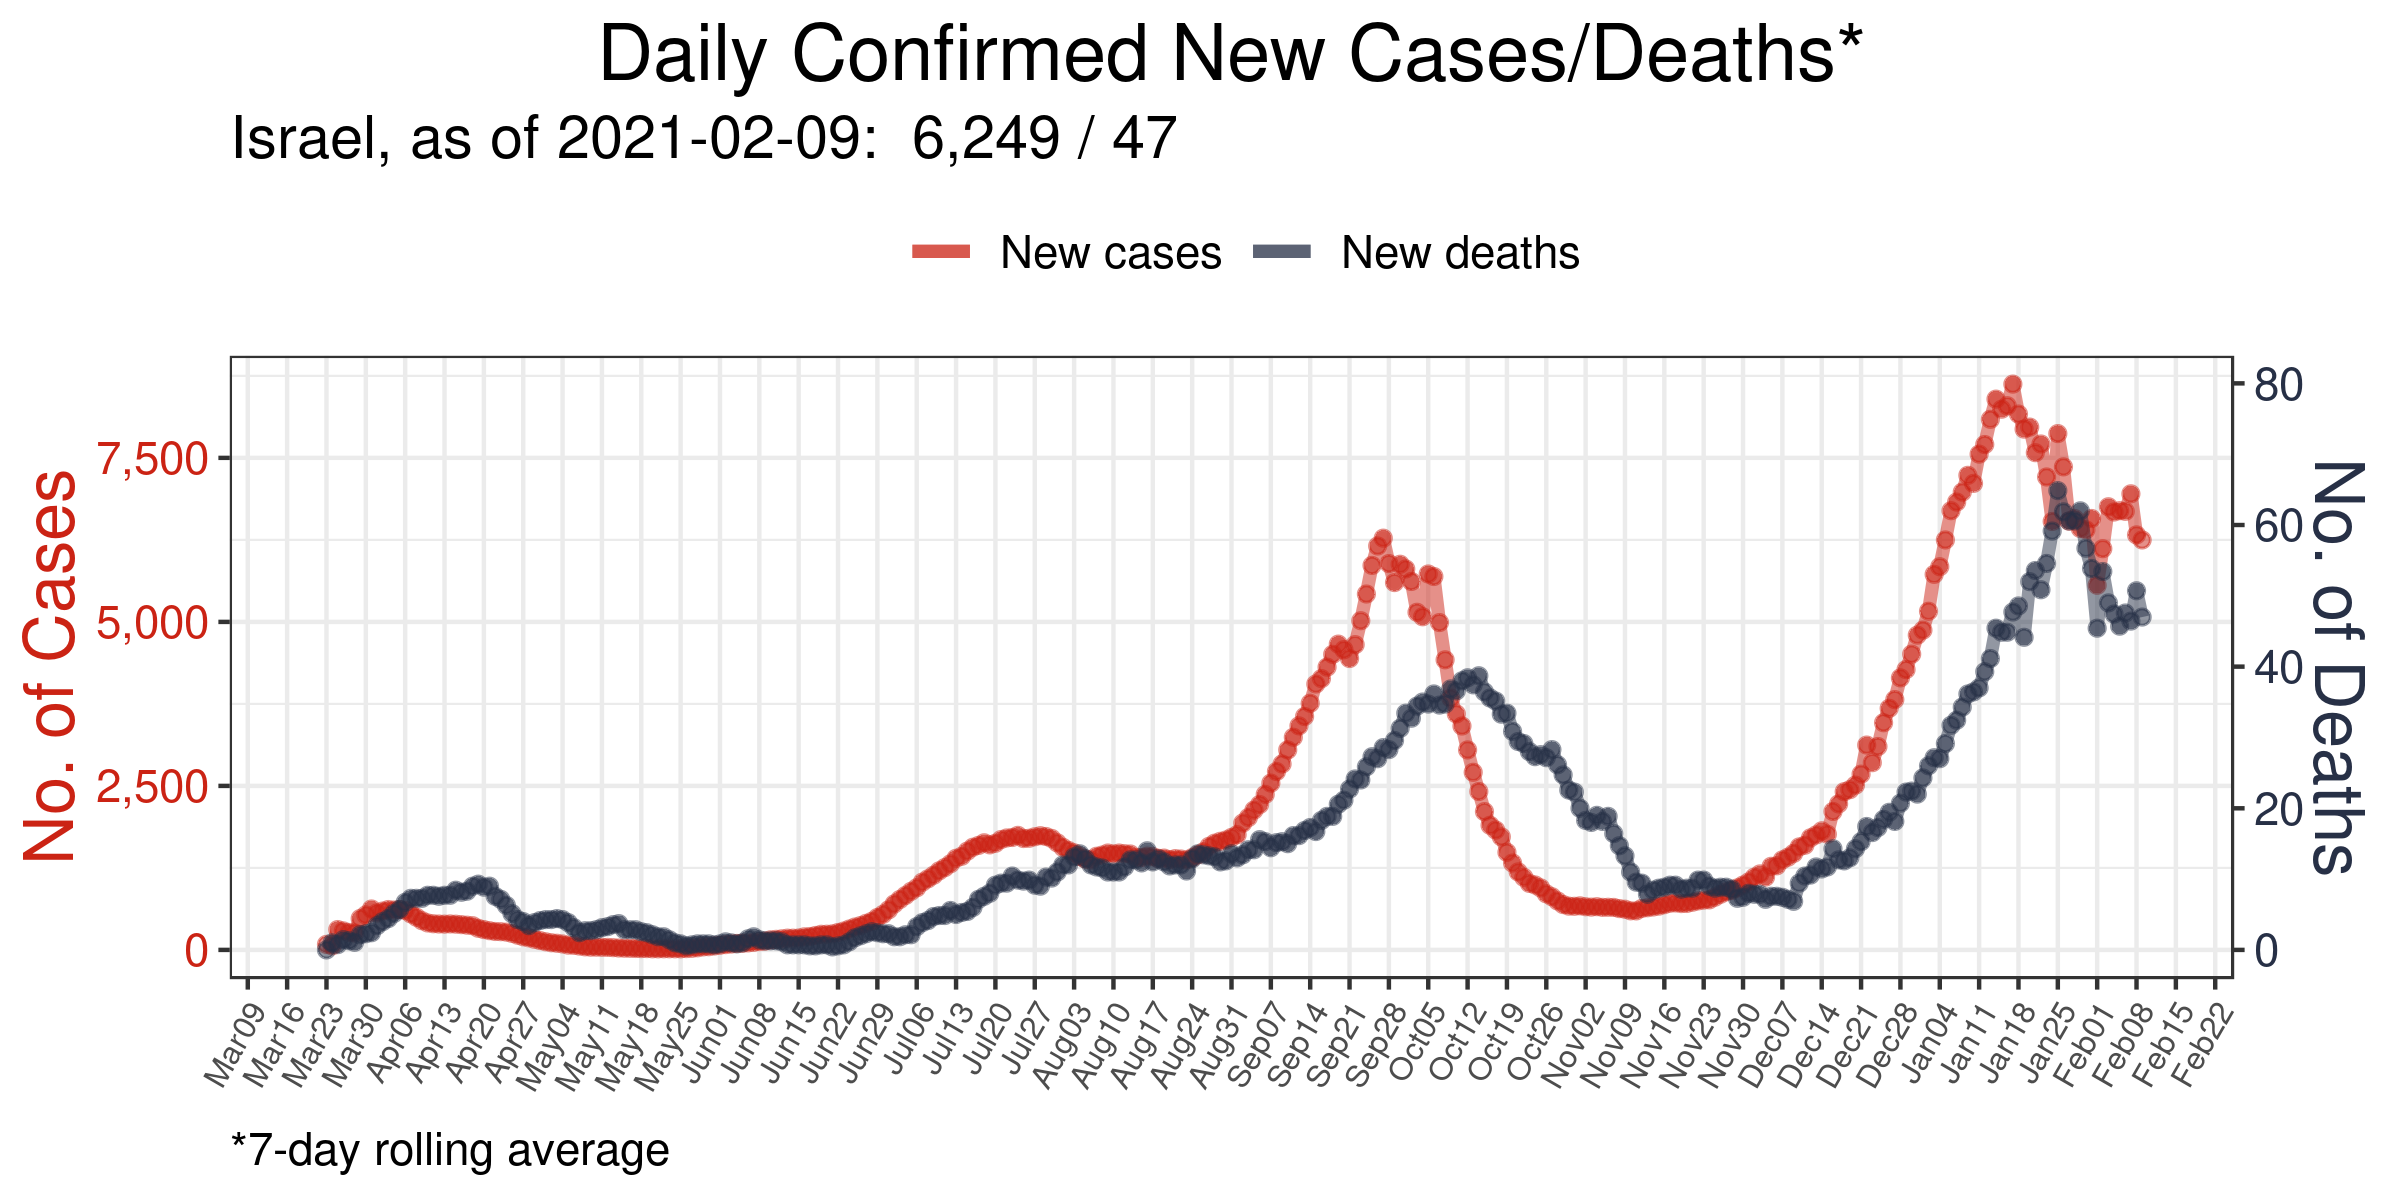 Daily Confirmed New Cases/Deaths*
Israel, as of 2021-02-09:  6,249 / 47
New cases New deaths
No. of Cases
7,500
5,000
2,500
0
80
60
40
20
0
No. of Deaths
Mar09 Mar16 Mar23 Mar30 Apr06 Apr13 Apr20 Apr27 May04 May11 May18 May25 Jun01 Jun08 Jun15 Jun22 Jun29 Jul06 Jul13 Jul20 Jul27 Aug03 Aug10 Aug17 Aug24 Aug31 Sep07 Sep14 Sep21 Sep28 Oct05 Oct12 Oct19 Oct26 Nov02 Nov09 Nov16 Nov23 Nov30 Dec07 Dec14 Dec21 Dec28 Jan04 Jan11 Jan18 Jan25 Feb01 Feb08 Feb15 Feb22
*7-day rolling average